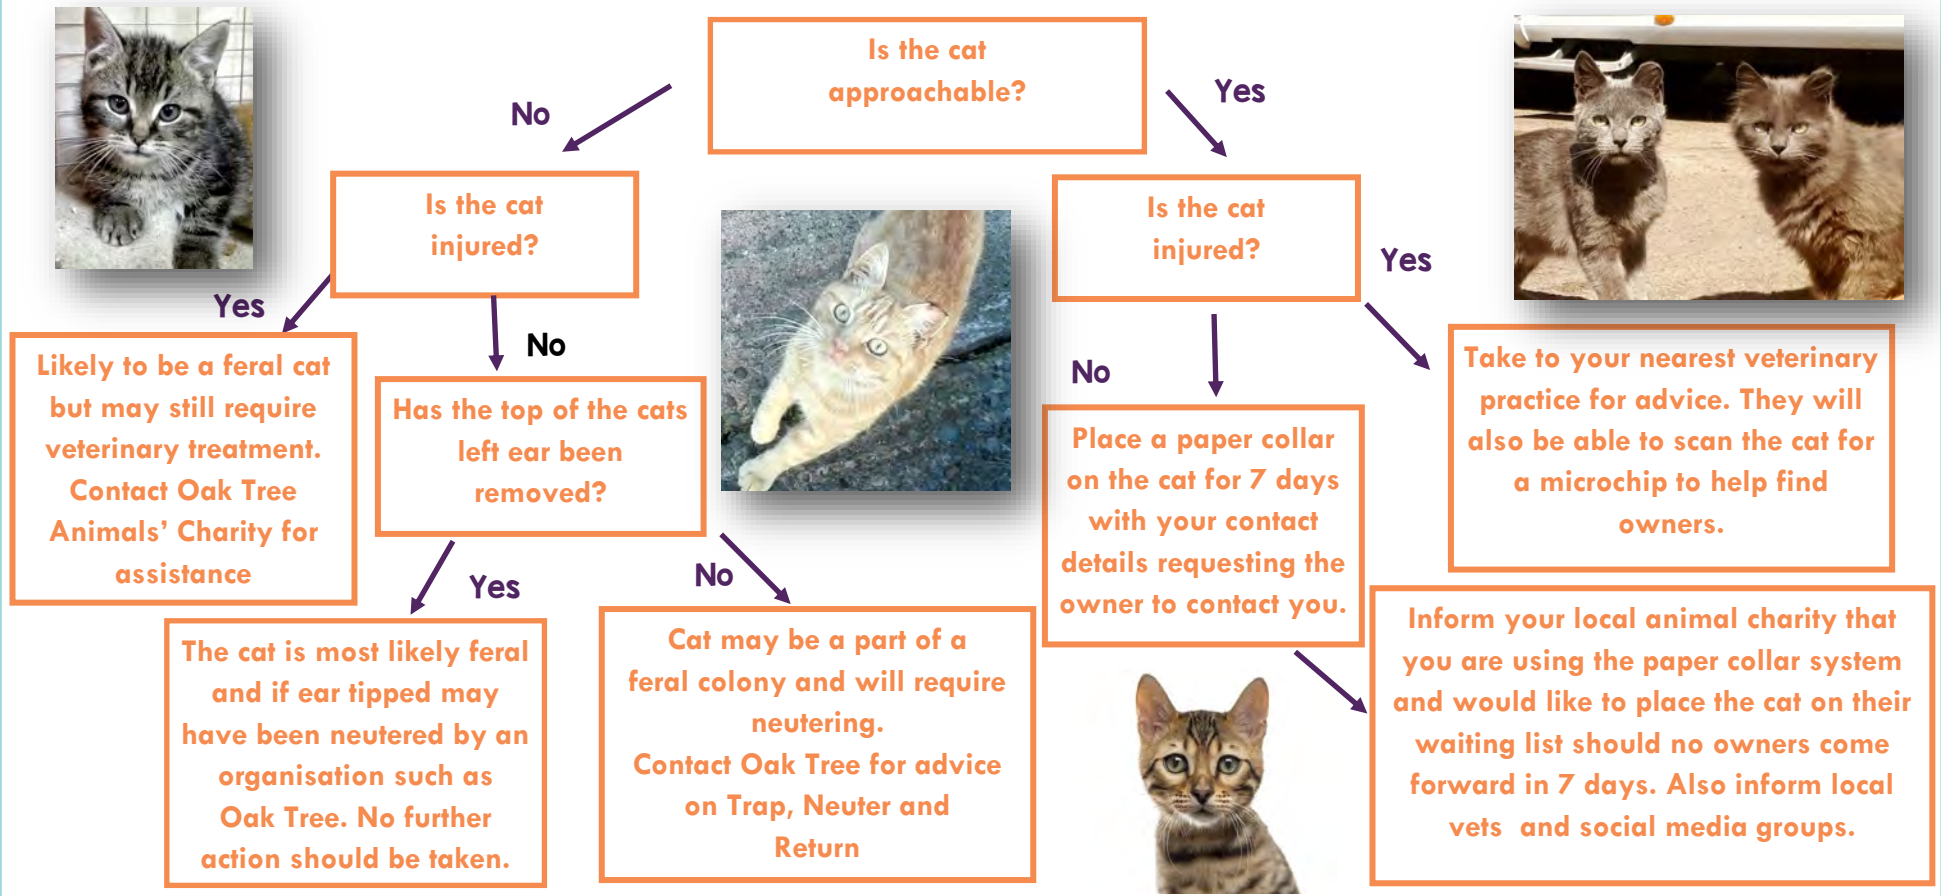 Is the cat
approachable?
No
Yes
Is the cat
injured?
Is the cat
injured?
Yes
No
No
Yes
Likely to be a feral cat
but may still require
veterinary treatment.
Contact Oak Tree
Animals’ Charity for
assistance
Has the top of the cats
left ear been
removed?
Place a paper collar
on the cat for 7 days
with your contact
details requesting the
owner to contact you.
Take to your nearest veterinary
practice for advice. They will
also be able to scan the cat for
a microchip to help find
owners.
Yes
No
The cat is most likely feral
and if ear tipped may
have been neutered by an
organisation such as
Oak Tree. No further
action should be taken.
Cat may be a part of a
feral colony and will require
neutering.
Contact Oak Tree for advice
on Trap, Neuter and
Return
Inform your local animal charity that
you are using the paper collar system
and would like to place the cat on their
waiting list should no owners come
forward in 7 days. Also inform local
vets and social media groups.